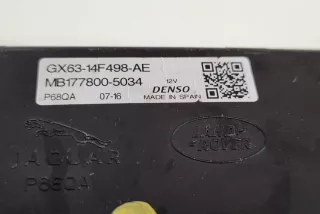 GX63-14F498-AE
MB177800-5034
12V
DENSO
P68QA 07-16 MADE IN SPAIN
JAGUAR
LAND-
-ROVER
P68QA